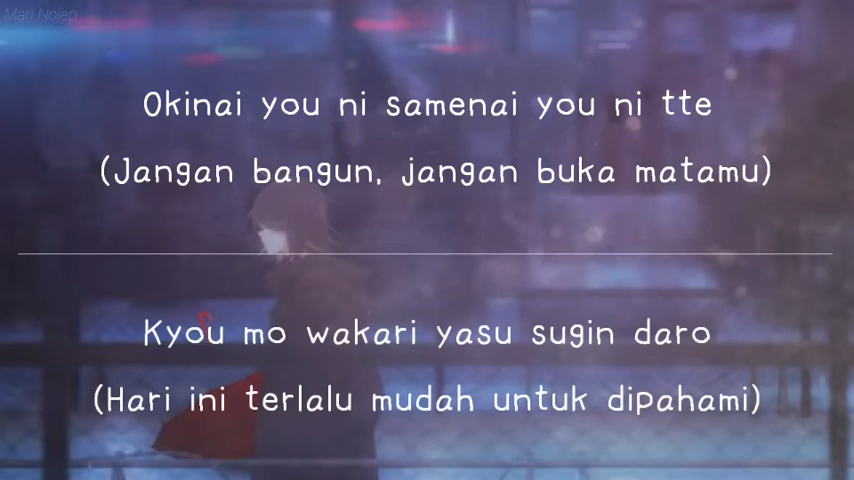 Mari Nolep
Okinai you ni samenai you ni tte
(Jangan bangun, jangan buka matamu)
Kyou mo wakari yasu sugin daro
(Hari ini terlalu mudah untuk dipahami)